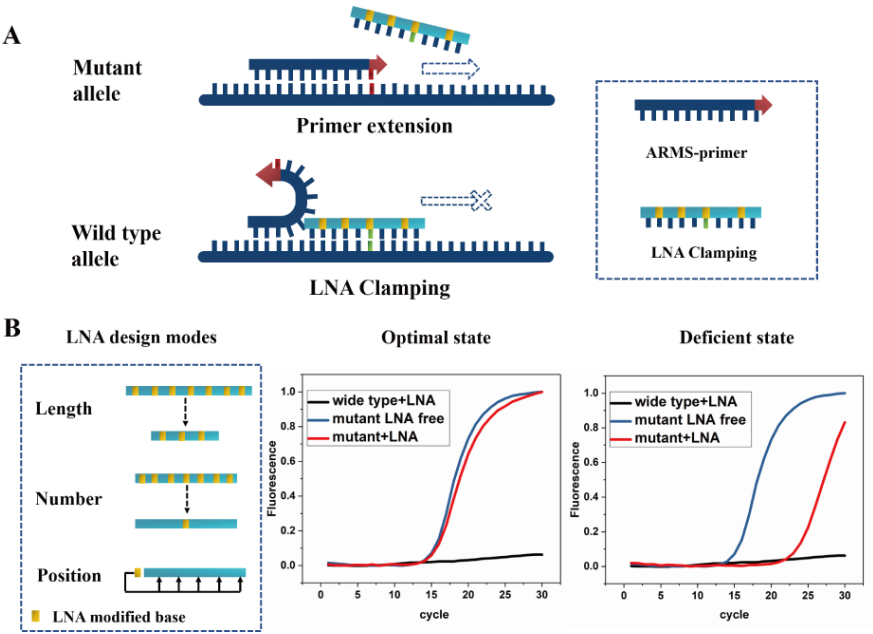 A
Mutant
allele
Primer extension
Wild type
allele
LNA Clamping
ARMS-primer
LNA Clamping
B
LNA design modes
Length
Number
Position
LNA modified base
Optimal state
wide type+LNA
mutant LNA free
mutant+LNA
Fluorescence
1.0
0.8
0.6
0.4
0.2
0.0
0 5 10 15 20 25 30
cycle
Deficient state
wide type+LNA
mutant LNA free
mutant+LNA
Fluorescence
1.0
0.8
0.6
0.4
0.2
0.0
0 5 10 15 20 25 30
cycle